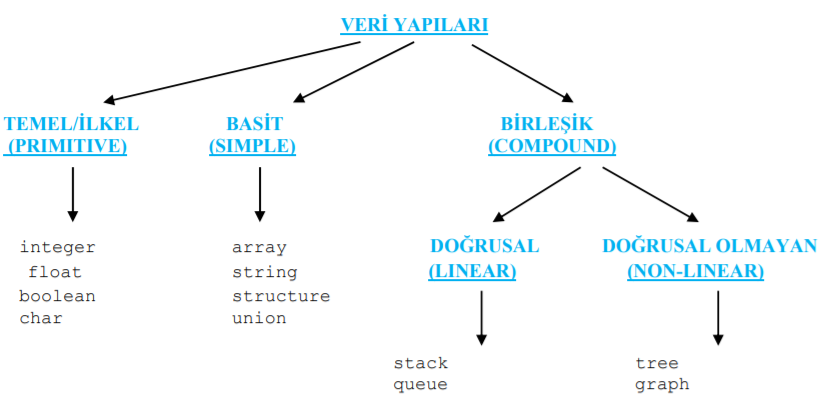 VERİ YAPILARI
TEMEL/İLKEL
(PRIMITIVE)
BASİT
(SIMPLE)
BİRLEŞİK
(COMPOUND)
integer
float
boolean
char
array
string
structure
union
DOĞRUSAL
(LINEAR)
DOĞRUSAL OLMAYAN
(NON-LINEAR)
stack
queue
tree
graph